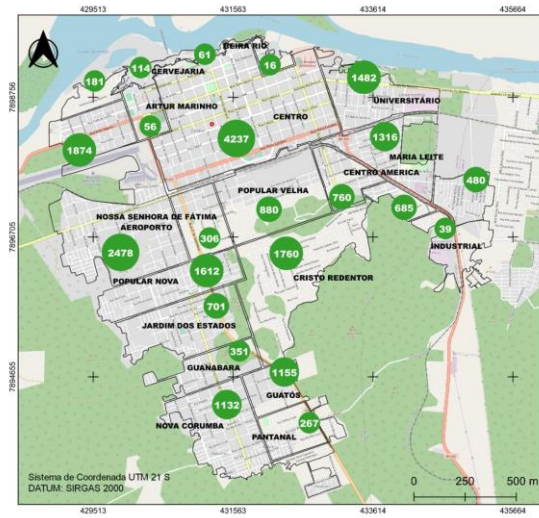 429513 431563 433614 435664
7898756
7896705
7894655
BEIRA RIO
61
114
16
CERVEJARIA
181
1482
ARTUR MARINHO
UNIVERSITÁRIO
56
CENTRO
4237
1316
1874
MARIA LEITE
CENTRO AMERICA
480
POPULAR VELHA
760
880
685
NOSSA SENHORA DE FÁTIMA
AEROPORTO
306
39
2478
1760
INDUSTRIAL
1612
CRISTO REDENTOR
POPULAR NOVA
701
JARDIM DOS ESTADOS
351
GUANABARA
1155
GUATÓS
1132
NOVA CORUMBA
267
PANTANAL
Sistema de Coordenada UTM 21 S
DATUM: SIRGAS 2000
0 250 500 m
429513 431563 433614 435664